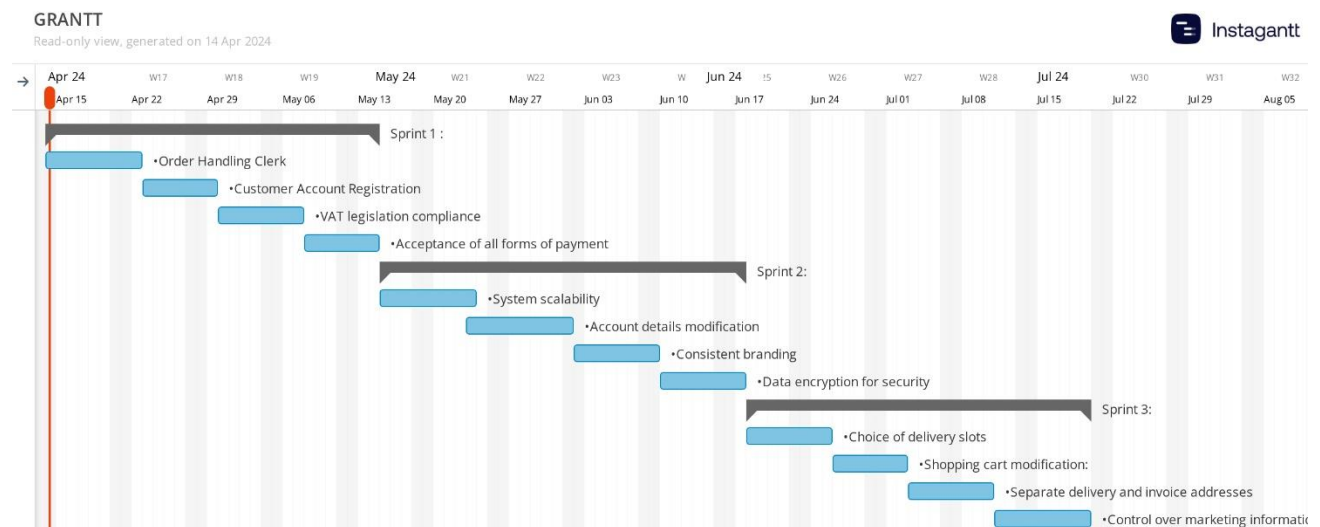 GRANTT
Read-only view, generated on 14 Apr 2024
Instagantt
→ Apr 24 W17 W18 W19 May 24 W21 W22 W23 W Jun 24 :5 W26 W27 W28 Jul 24 W30 W31 W32
Apr 15 Apr 22 Apr 29 May 06 May 13 May 20 May 27 Jun 03 Jun 10 Jun 17 Jun 24 Jul 01 Jul 08 Jul 15 Jul 22 Jul 29 Aug 05
Sprint 1 :
•Order Handling Clerk
•Customer Account Registration
•VAT legislation compliance
•Acceptance of all forms of payment
Sprint 2:
•System scalability
•Account details modification
•Consistent branding
•Data encryption for security
Sprint 3:
•Choice of delivery slots
•Shopping cart modification:
•Separate delivery and invoice addresses
•Control over marketing informatio